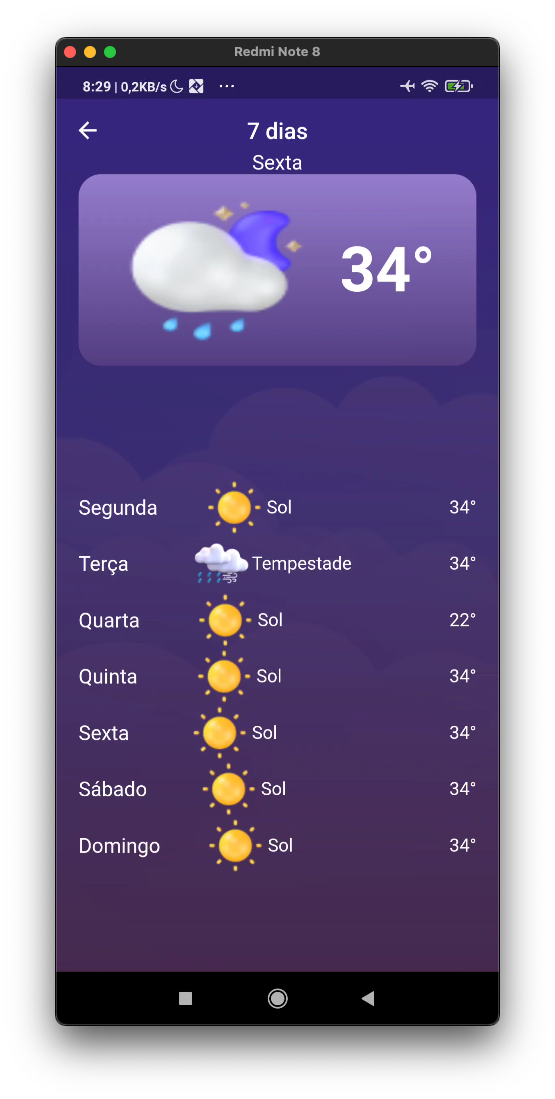 Redmi Note 8
8:29 | 0,2KB/s ...
7 dias
Sexta
34°
Segunda Sol 34°
Terça Tempestade 34°
Quarta Sol 22°
Quinta Sol 34°
Sexta Sol 34°
Sábado Sol 34°
Domingo Sol 34°